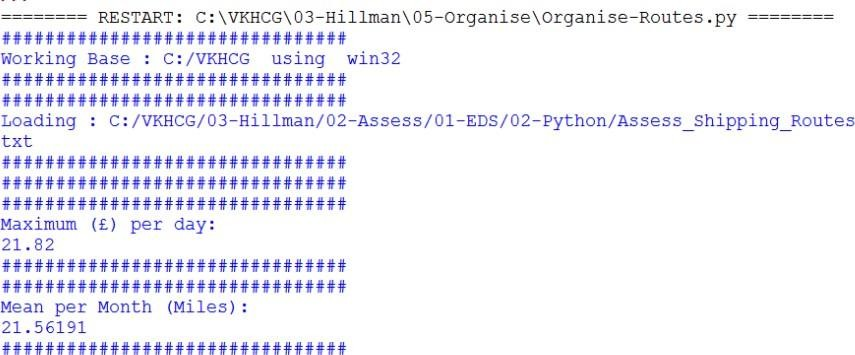 ======== RESTART: C:\VKHCG\03-Hillman\05-Organise\Organise-Routes.py ========
################################
Working Base : C:/VKHCG  using  win32
################################
################################
Loading : C:/VKHCG/03-Hillman/02-Assess/01-EDS/02-Python/Assess_Shipping_Routes
txt
################################
################################
################################
Maximum (£) per day:
21.82
################################
################################
Mean per Month (Miles):
21.56191
################################